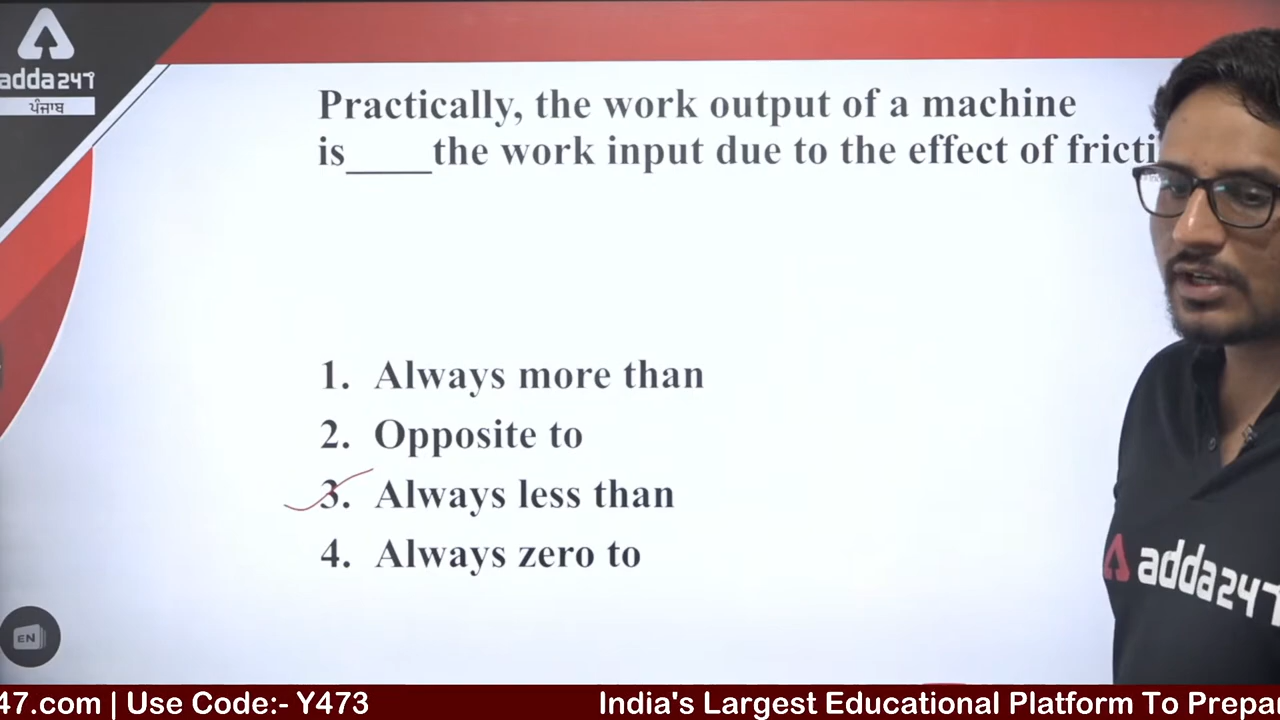 adda247
ਪੰਜਾਬ
Practically, the work output of a machine
is____the work input due to the effect of fricti
1. Always more than
2. Opposite to
3. Always less than
4. Always zero to
EN
adda247
47.com | Use Code:- Y473
India's Largest Educational Platform To Prepa